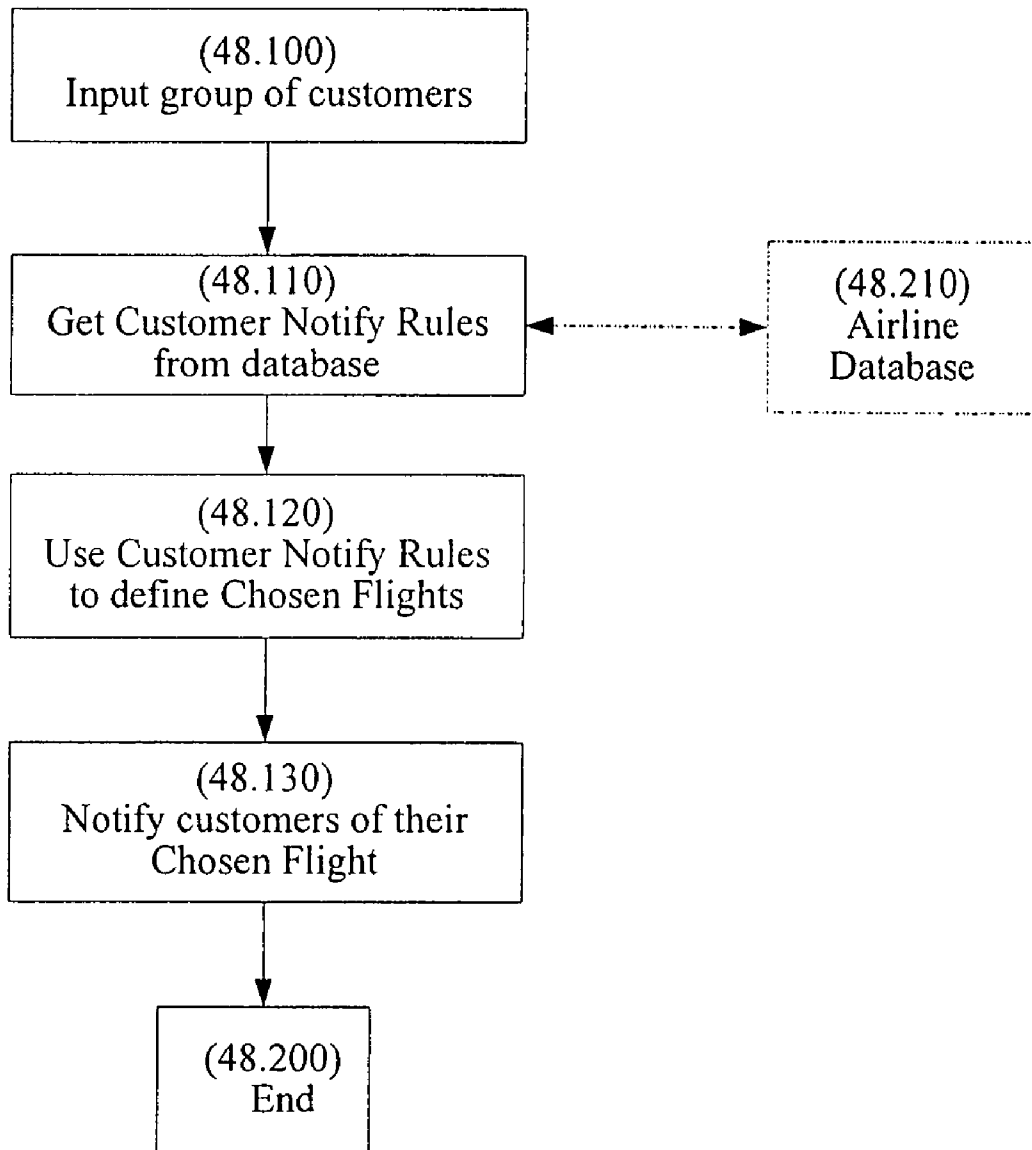 (48.100)
Input group of customers
(48.110)
Get Customer Notify Rules
from database
(48.210)
Airline
Database
(48.120)
Use Customer Notify Rules
to define Chosen Flights
(48.130)
Notify customers of their
Chosen Flight
(48.200)
End